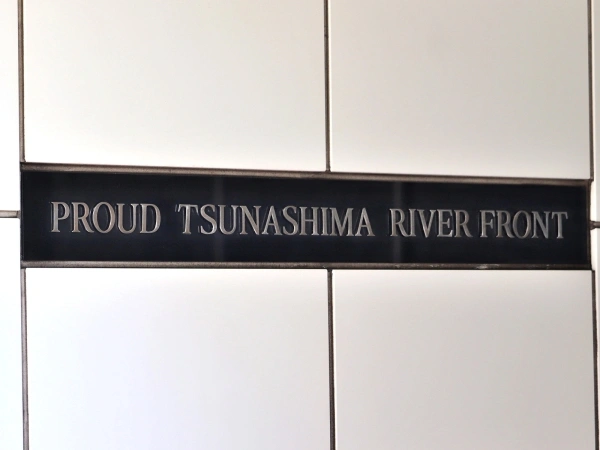 PROUD TSUNASHIMA RIVER FRONT